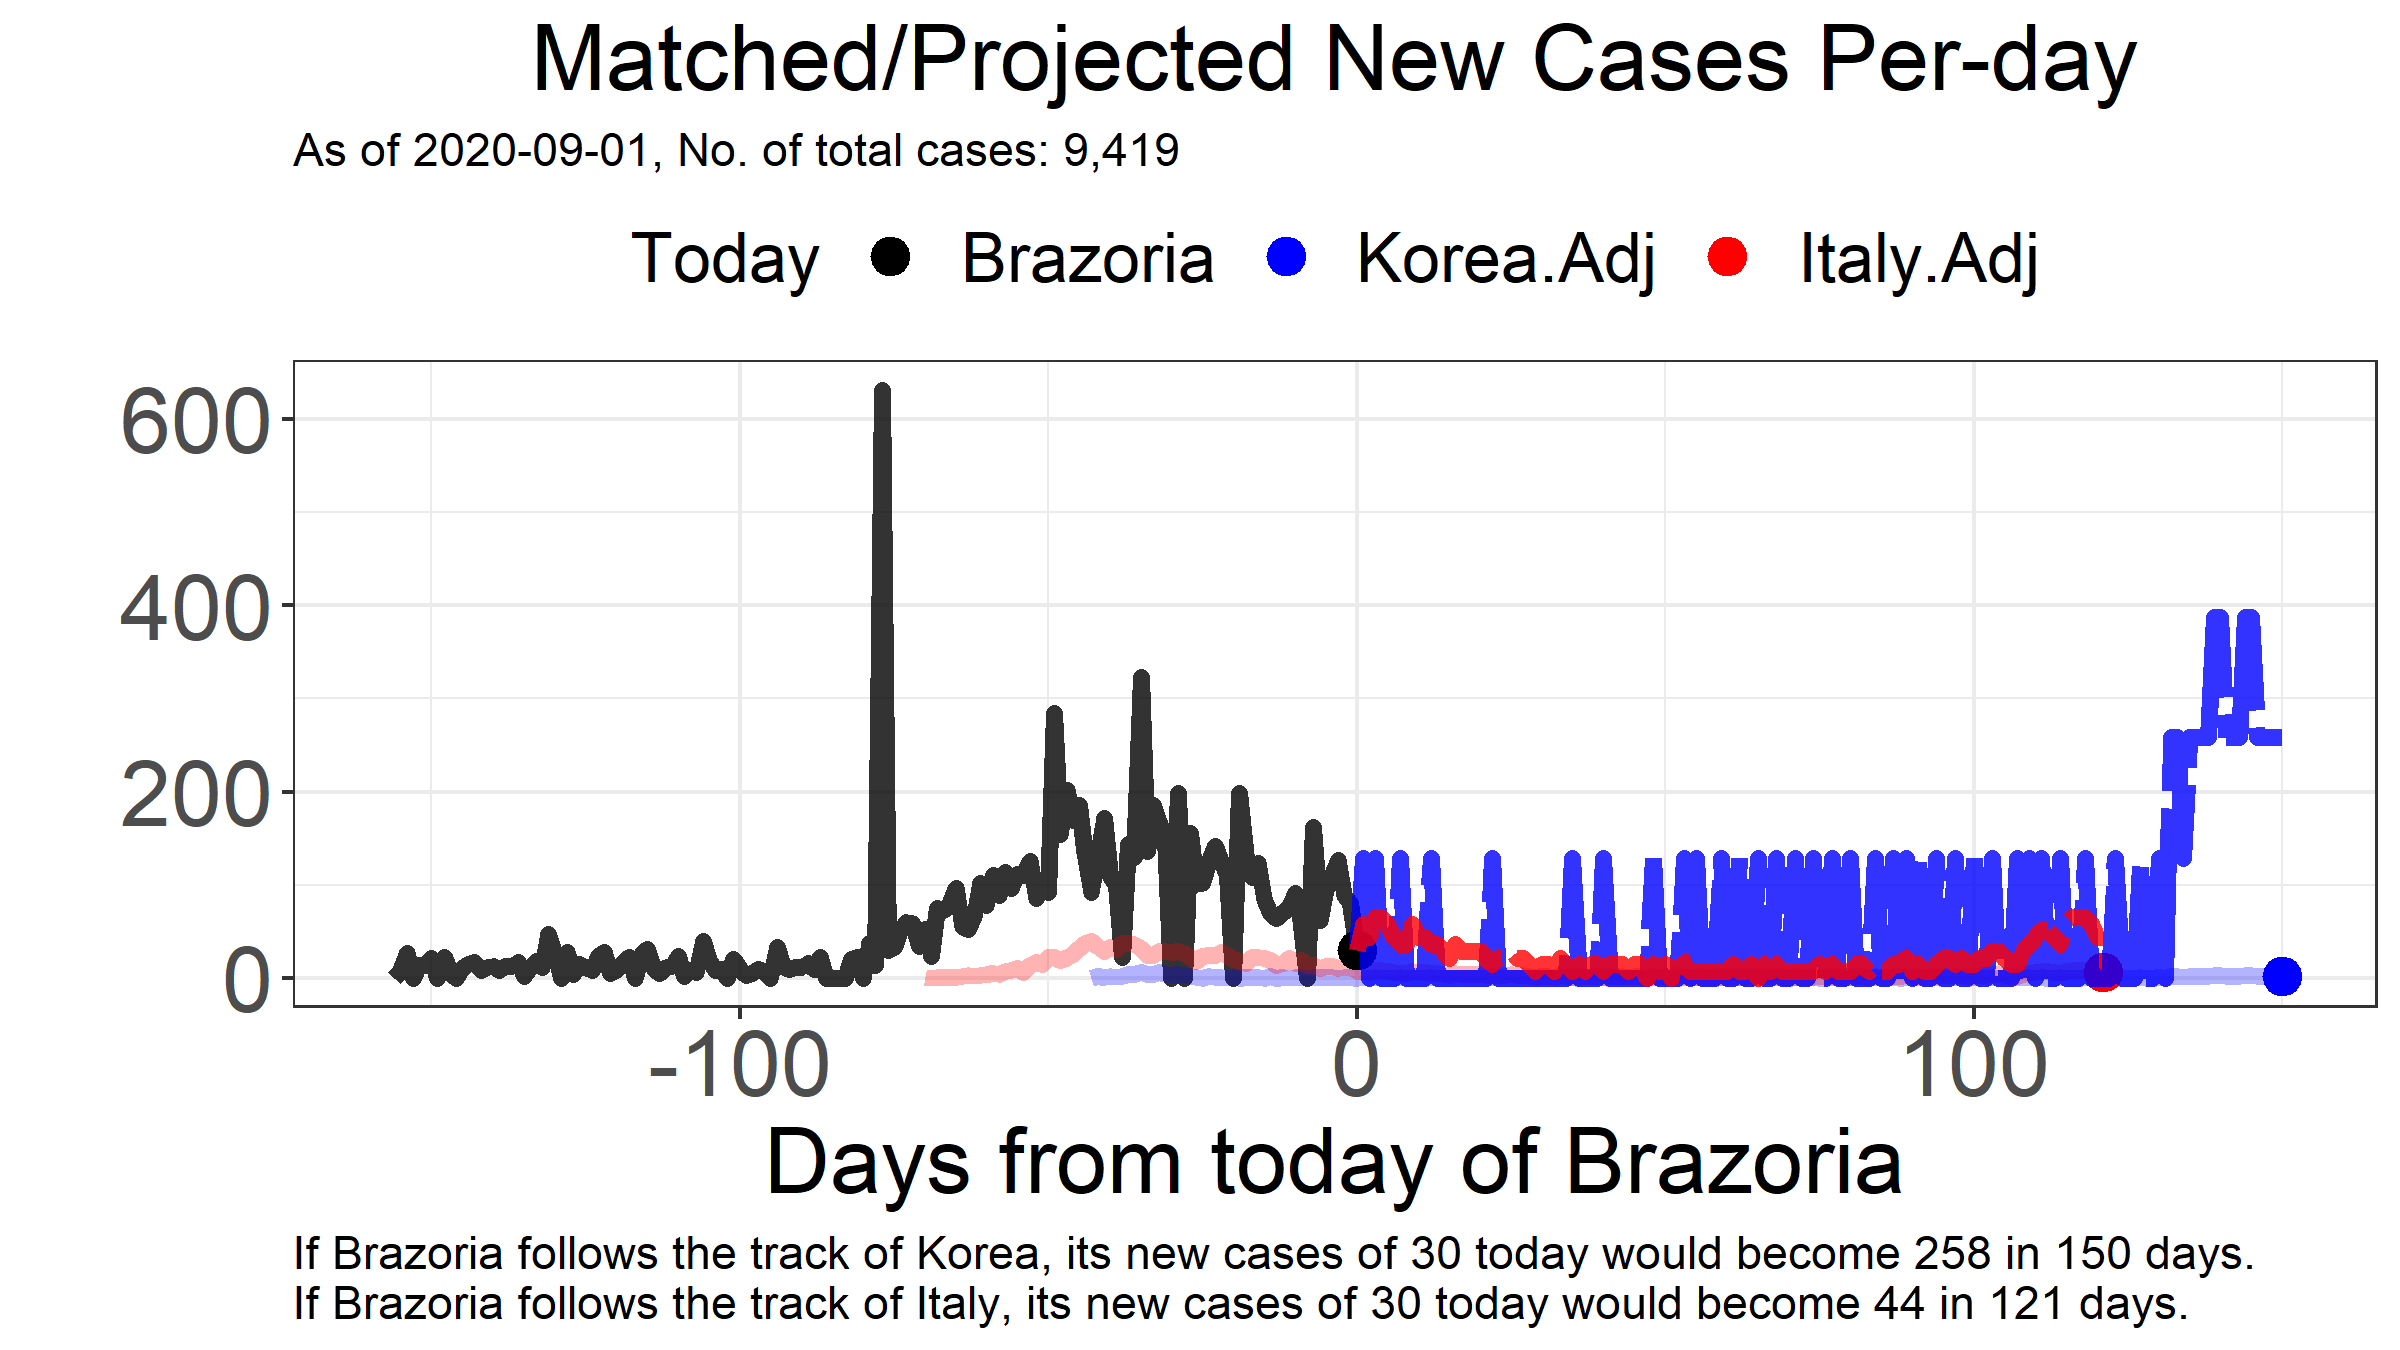 Matched/Projected New Cases Per-day
As of 2020-09-01, No. of total cases: 9,419
Today Brazoria Korea.Adj Italy.Adj
600
400
200
0
-100 0 100
Days from today of Brazoria
If Brazoria follows the track of Korea, its new cases of 30 today would become 258 in 150 days.
If Brazoria follows the track of Italy, its new cases of 30 today would become 44 in 121 days.